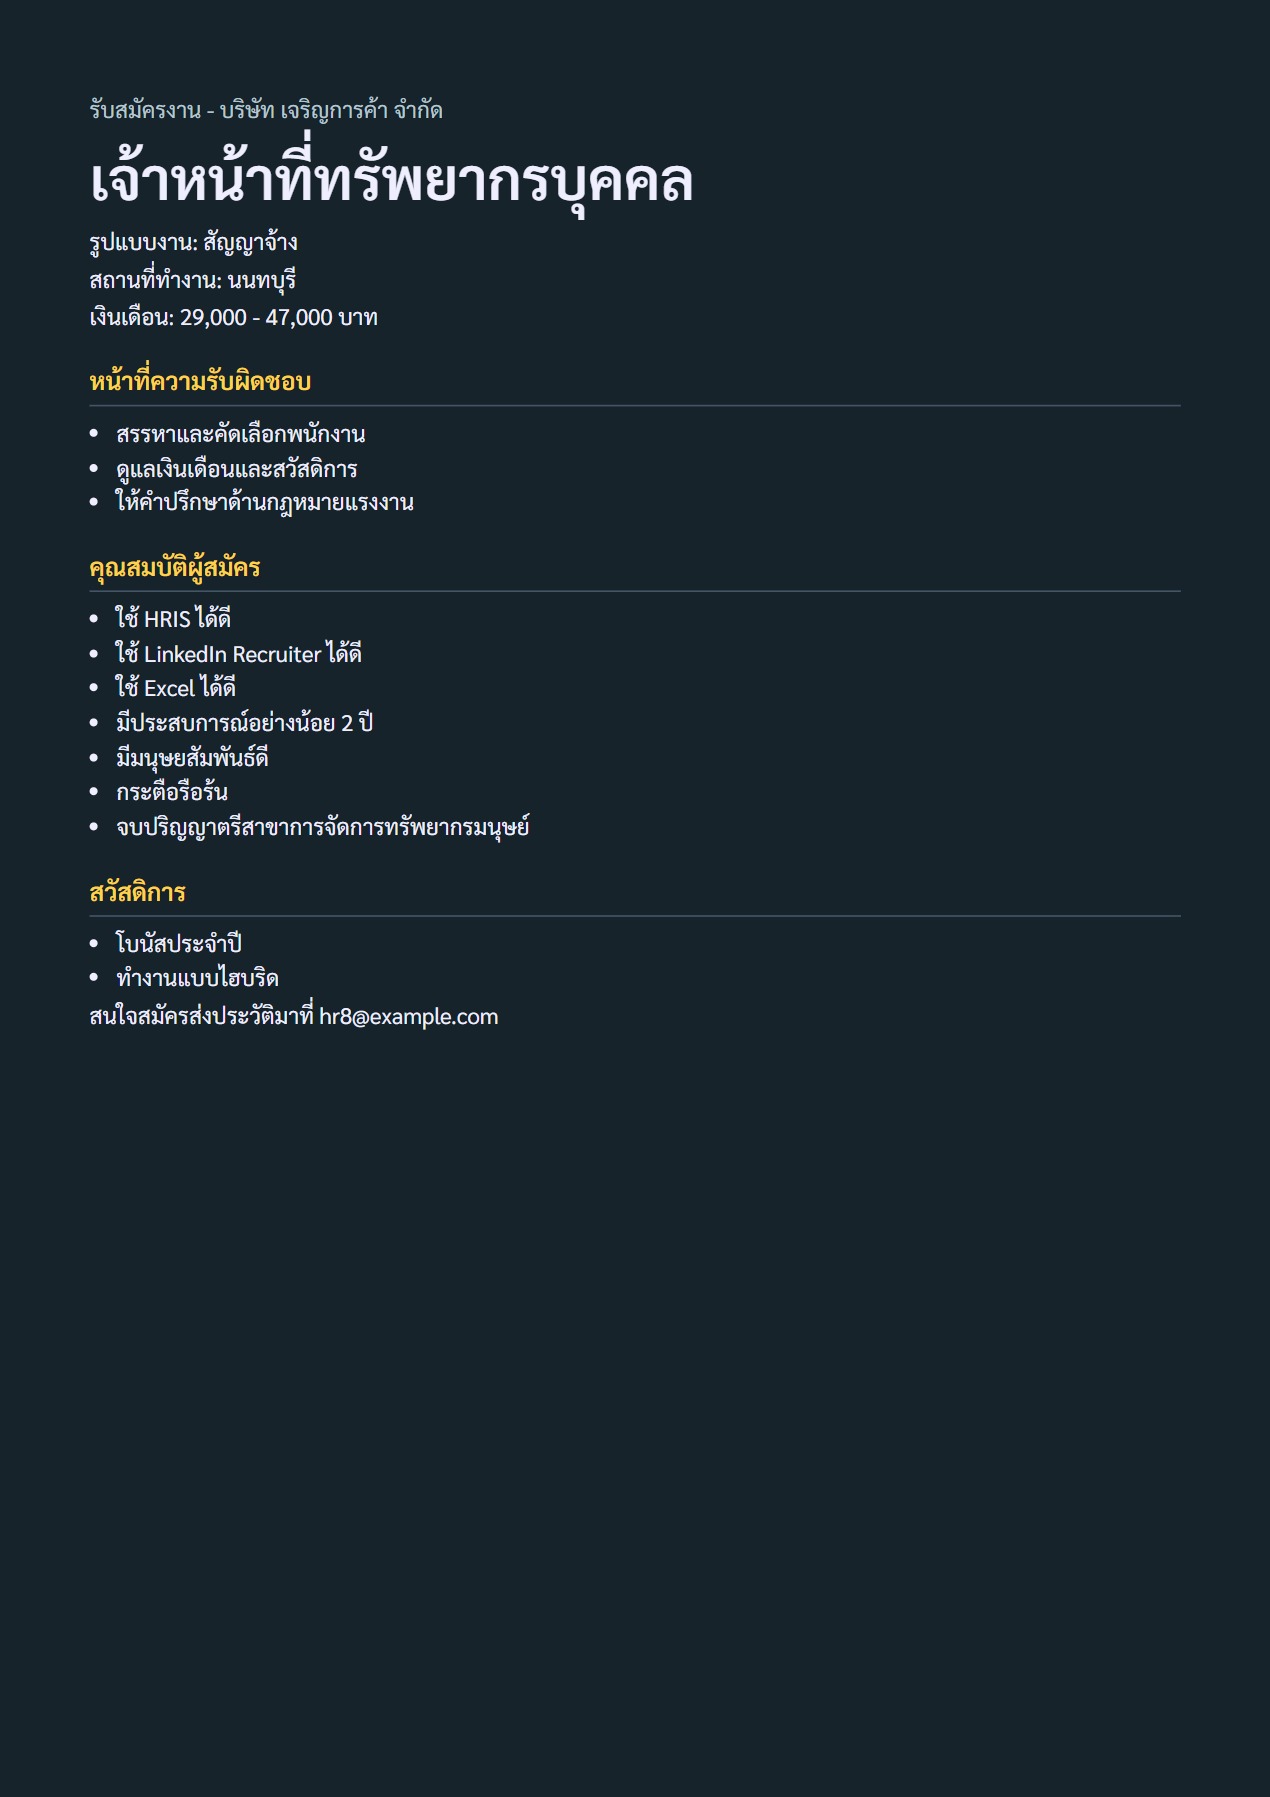 รับสมัครงาน - บริษัท เจริญการค้า จำกัด
เจ้าหน้าที่ทรัพยากรบุคคล
รูปแบบงาน: สัญญาจ้าง
สถานที่ทำงาน: นนทบุรี
เงินเดือน: 29,000 - 47,000 บาท
หน้าที่ความรับผิดชอบ
• สรรหาและคัดเลือกพนักงาน
• ดูแลเงินเดือนและสวัสดิการ
• ให้คำปรึกษาด้านกฎหมายแรงงาน
คุณสมบัติผู้สมัคร
• ใช้ HRIS ได้ดี
• ใช้ LinkedIn Recruiter ได้ดี
• ใช้ Excel ได้ดี
• มีประสบการณ์อย่างน้อย 2 ปี
• มีมนุษยสัมพันธ์ดี
• กระตือรือร้น
• จบปริญญาตรีสาขาการจัดการทรัพยากรมนุษย์
สวัสดิการ
• โบนัสประจำปี
• ทำงานแบบไฮบริด
สนใจสมัครส่งประวัติมาที่ hr8@example.com